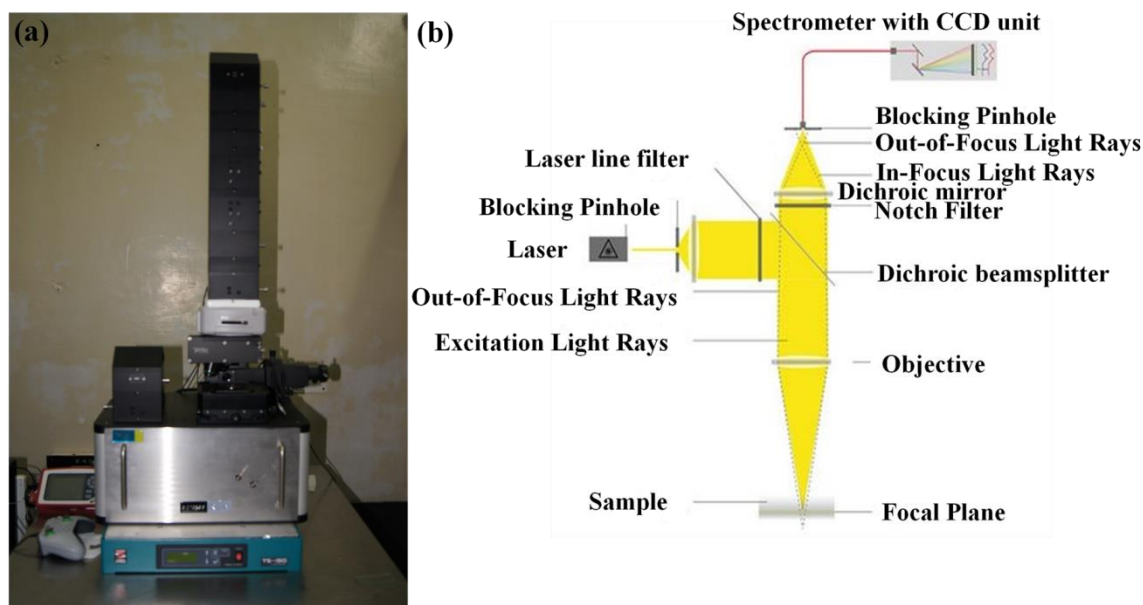 (a)
(b)
Spectrometer with CCD unit
Blocking Pinhole
Out-of-Focus Light Rays
Laser line filter
In-Focus Light Rays
Dichroic mirror
Blocking Pinhole
Notch Filter
Laser
Dichroic beamsplitter
Out-of-Focus Light Rays
Excitation Light Rays
Objective
Sample
Focal Plane
TS-150